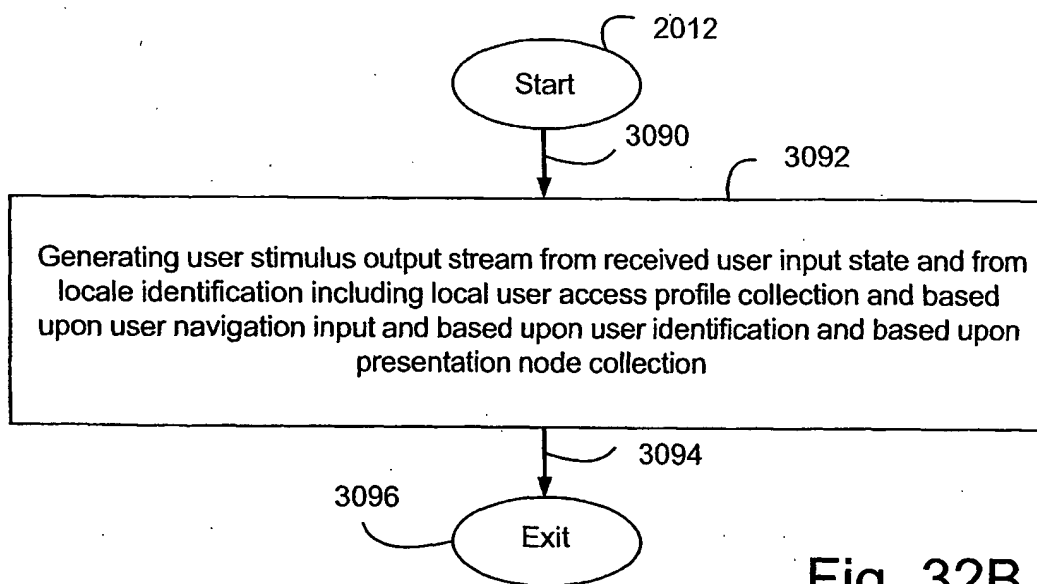 2012
Start
3090
3092
Generating user stimulus output stream from received user input state and from
locale identification including local user access profile collection and based
upon user navigation input and based upon user identification and based upon
presentation node collection
3094
3096
Exit
Fig. 32B